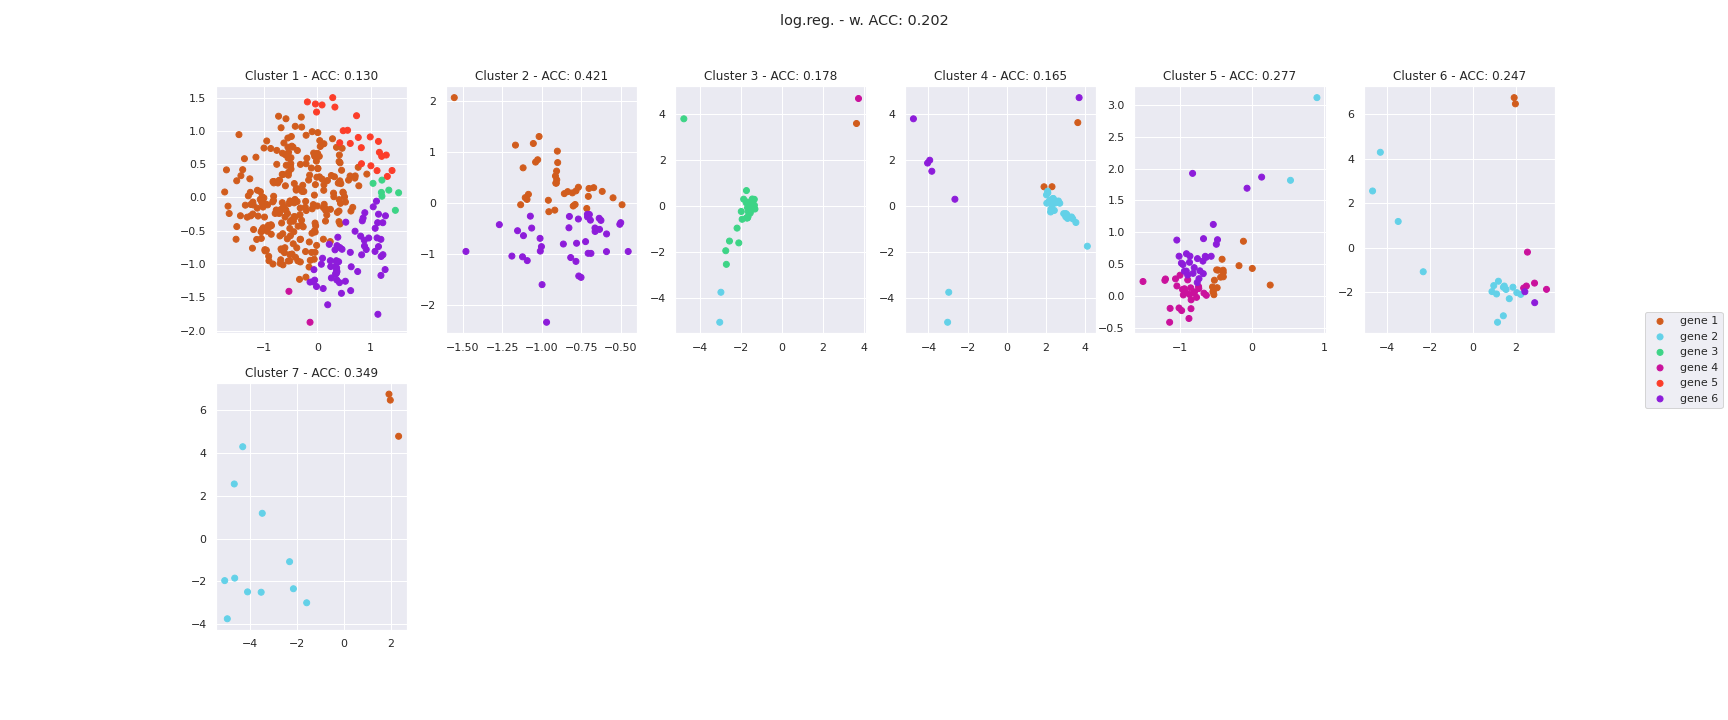 log.reg. - w. ACC: 0.202
Cluster 1 - ACC: 0.130
1.5
1.0
0.5
0.0
−0.5
−1.0
−1.5
−2.0
−1 0 1
Cluster 2 - ACC: 0.421
2
1
0
−1
−2
−1.50 −1.25 −1.00 −0.75 −0.50
Cluster 3 - ACC: 0.178
4
2
0
−2
−4
−4 −2 0 2 4
Cluster 4 - ACC: 0.165
4
2
0
−2
−4
−4 −2 0 2 4
Cluster 5 - ACC: 0.277
3.0
2.5
2.0
1.5
1.0
0.5
0.0
−0.5
−1 0 1
Cluster 6 - ACC: 0.247
6
4
2
0
−2
−4 −2 0 2
Cluster 7 - ACC: 0.349
6
4
2
0
−2
−4
−4 −2 0 2
gene 1
gene 2
gene 3
gene 4
gene 5
gene 6